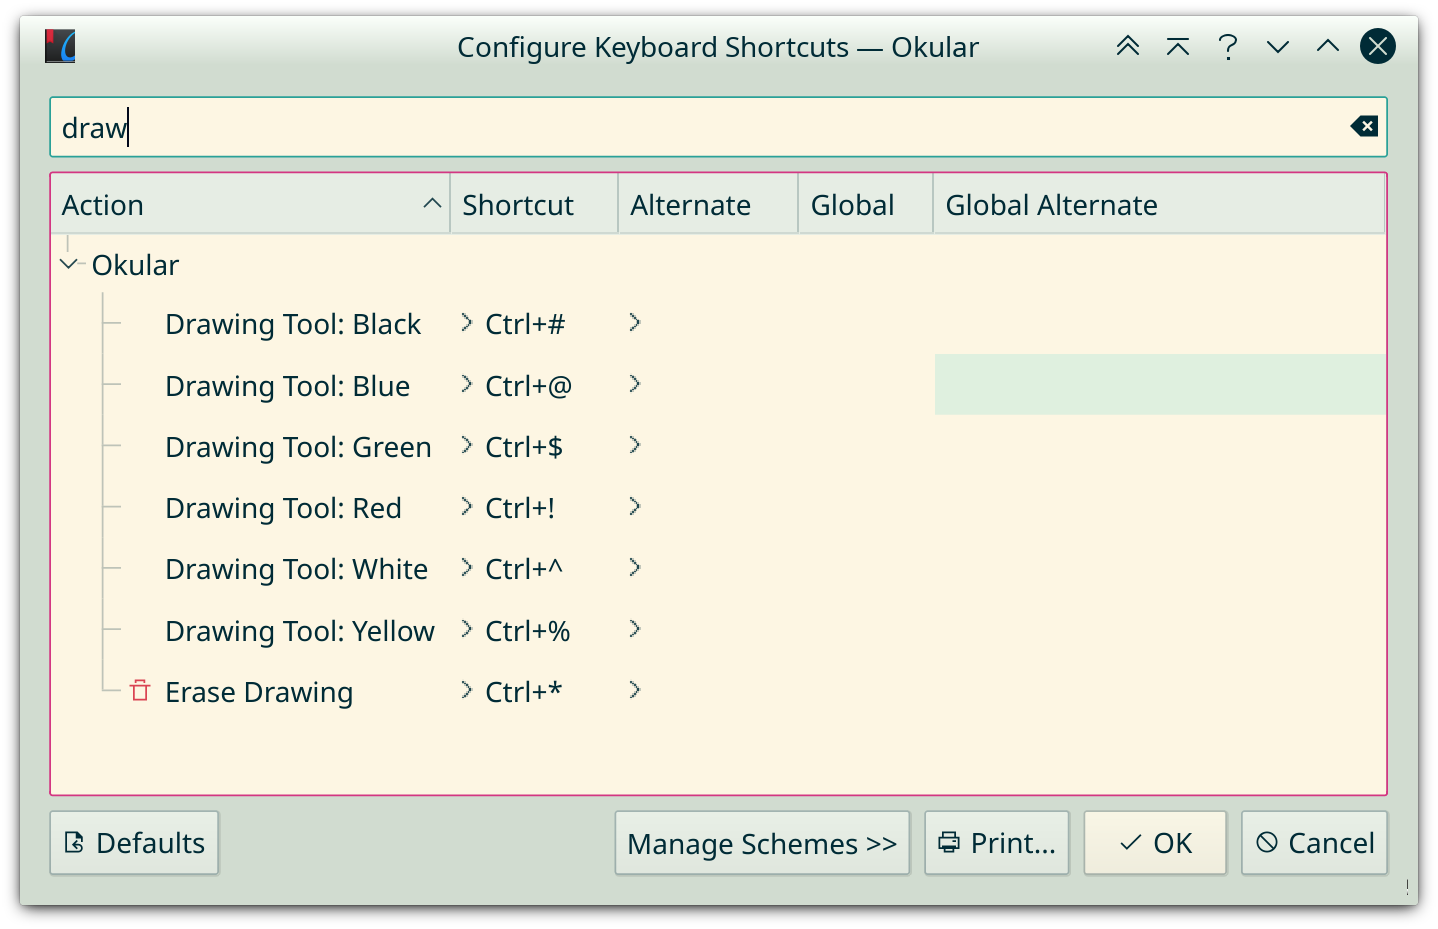 Configure Keyboard Shortcuts — Okular
draw
Action Shortcut Alternate Global Global Alternate
Okular
Drawing Tool: Black Ctrl+#
Drawing Tool: Blue Ctrl+@
Drawing Tool: Green Ctrl+$
Drawing Tool: Red Ctrl+!
Drawing Tool: White Ctrl+^
Drawing Tool: Yellow Ctrl+%
Erase Drawing Ctrl+*
Defaults Manage Schemes >> Print... OK Cancel